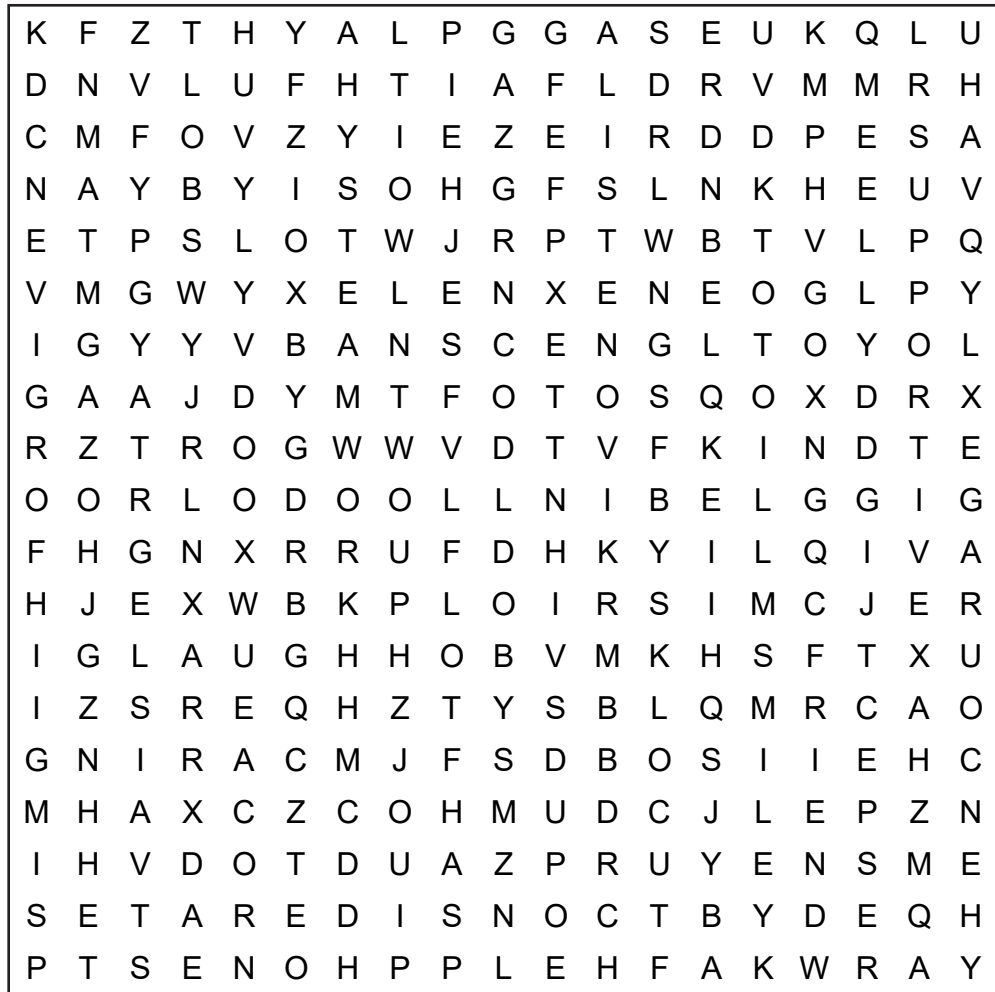 K F Z T H Y A L P G G A S E U K Q L U
D N V L U F H T I A F L D R V M M R H
C M F O V Z Y I E Z E I R D D P E S A
N A Y B Y I S O H G F S L N K H E U V
E T P S L O T W J R P T W B T V L P Q
V M G W Y X E L E N X E N E O G L P Y
I G Y Y V B A N S C E N G L T O Y O L
G A A J D Y M T F O T O S Q O X D R X
R Z T R O G W W V D T V F K I N D T E
O O R L O D O O L L N I B E L G G I G
F H G N X R R U F D H K Y I L Q I V A
H J E X W B K P L O I R S I M C J E R
I G L A U G H H O B V M K H S F T X U
I Z S R E Q H Z T Y S B L Q M R C A O
G N I R A C M J F S D B O S I I E H C
M H A X C Z C O H M U D C J L E P Z N
I H V D O T D U A Z P R U Y E N S M E
S E T A R E D I S N O C T B Y D E Q H
P T S E N O H P P L E H F A K W R A Y